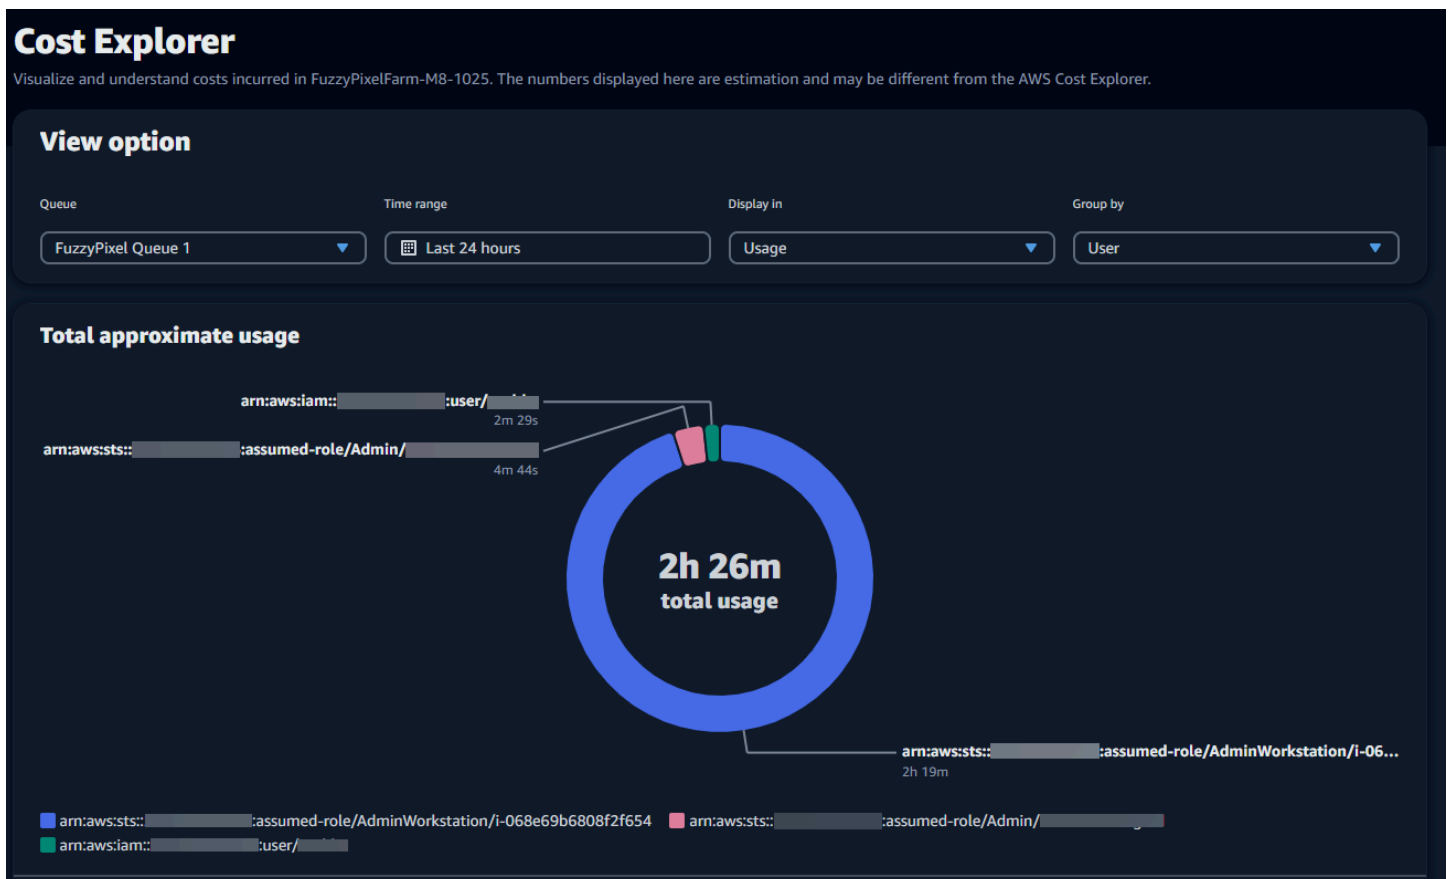 Cost Explorer
Visualize and understand costs incurred in FuzzyPixelFarm-M8-1025. The numbers displayed here are estimation and may be different from the AWS Cost Explorer.
View option
Queue
Time range
Display in
Group by
FuzzyPixel Queue 1
Last 24 hours
Usage
User
Total approximate usage
arn:aws:iam:: :user/
2m 29s
arn:aws:sts:: :assumed-role/Admin/
4m 44s
2h 26m
total usage
arn:aws:sts:: :assumed-role/AdminWorkstation/i-06...
2h 19m
arn:aws:sts:: :assumed-role/AdminWorkstation/i-068e69b6808f2f654
arn:aws:sts:: :assumed-role/Admin/
arn:aws:iam:: :user/